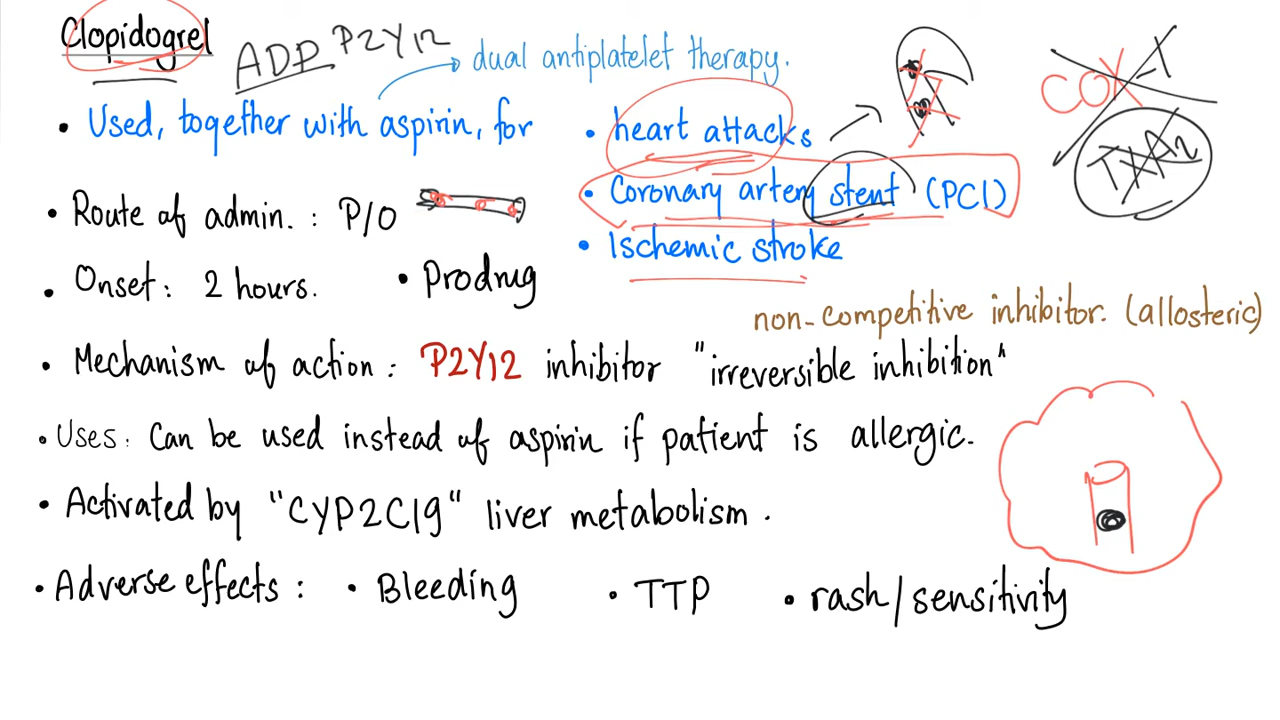 Clopidogrel
ADP P2Y12
dual antiplatelet therapy.
• Used, together with aspirin, for
• heart attacks
• Coronary artery stent (PCI)
• Ischemic stroke
COX-1
TXA2
• Route of admin. : P/O
• Onset: 2 hours.
• Prodrug
non-competitive inhibitor. (allosteric)
• Mechanism of action : P2Y12 inhibitor "irreversible inhibition"
• Uses: Can be used instead of aspirin if patient is allergic.
• Activated by "CYP2C19" liver metabolism.
• Adverse effects : • Bleeding • TTP • rash/sensitivity